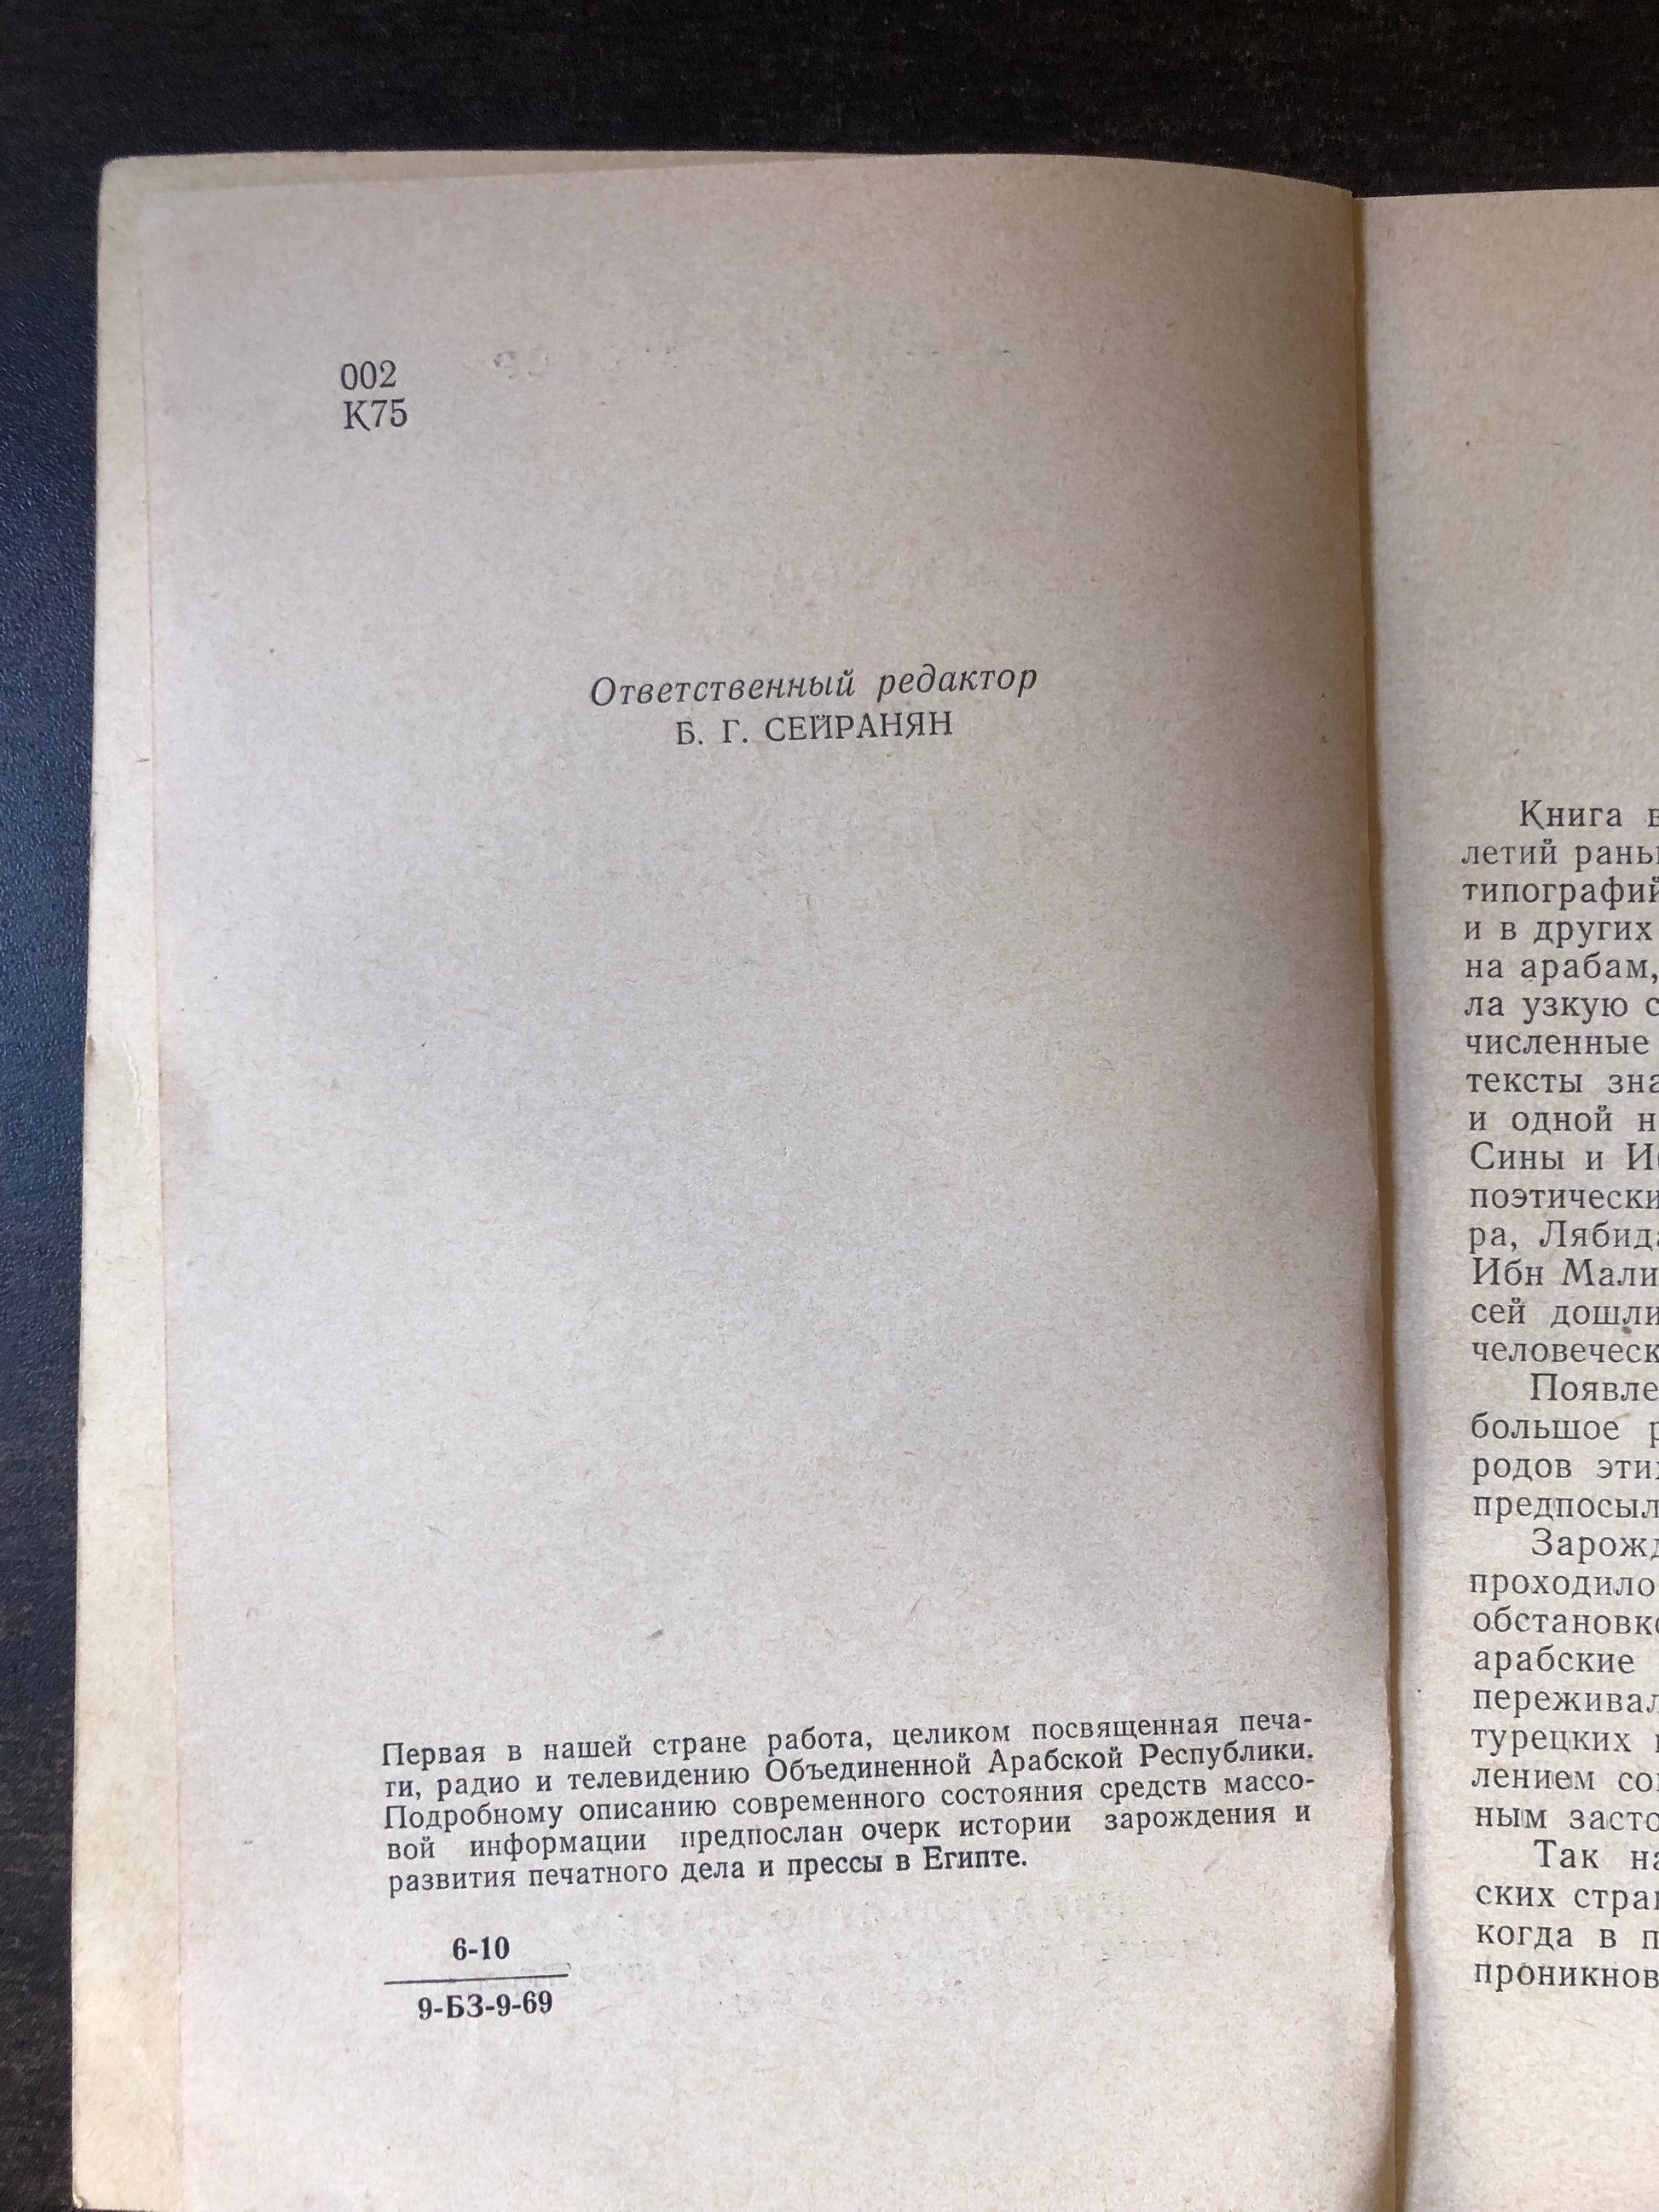 002
К75
Ответственный редактор
Б. Г. СЕЙРАНЯН
Первая в нашей стране работа, целиком посвященная печа-
ти, радио и телевидению Объединенной Арабской Республики.
Подробному описанию современного состояния средств массо-
вой информации предпослан очерк истории зарождения и
развития печатного дела и прессы в Египте.
6-10
9-БЗ-9-69
Книга
летий
типографий
и в других
на арабам,
ла узкую
численные
тексты
и одной
Сины и
поэтически
ра,
Ибн
сей дошли
человеческ
большое
родов
предпосыл
проходило
арабские
турецких
лением
ным
Так
ских
когда в